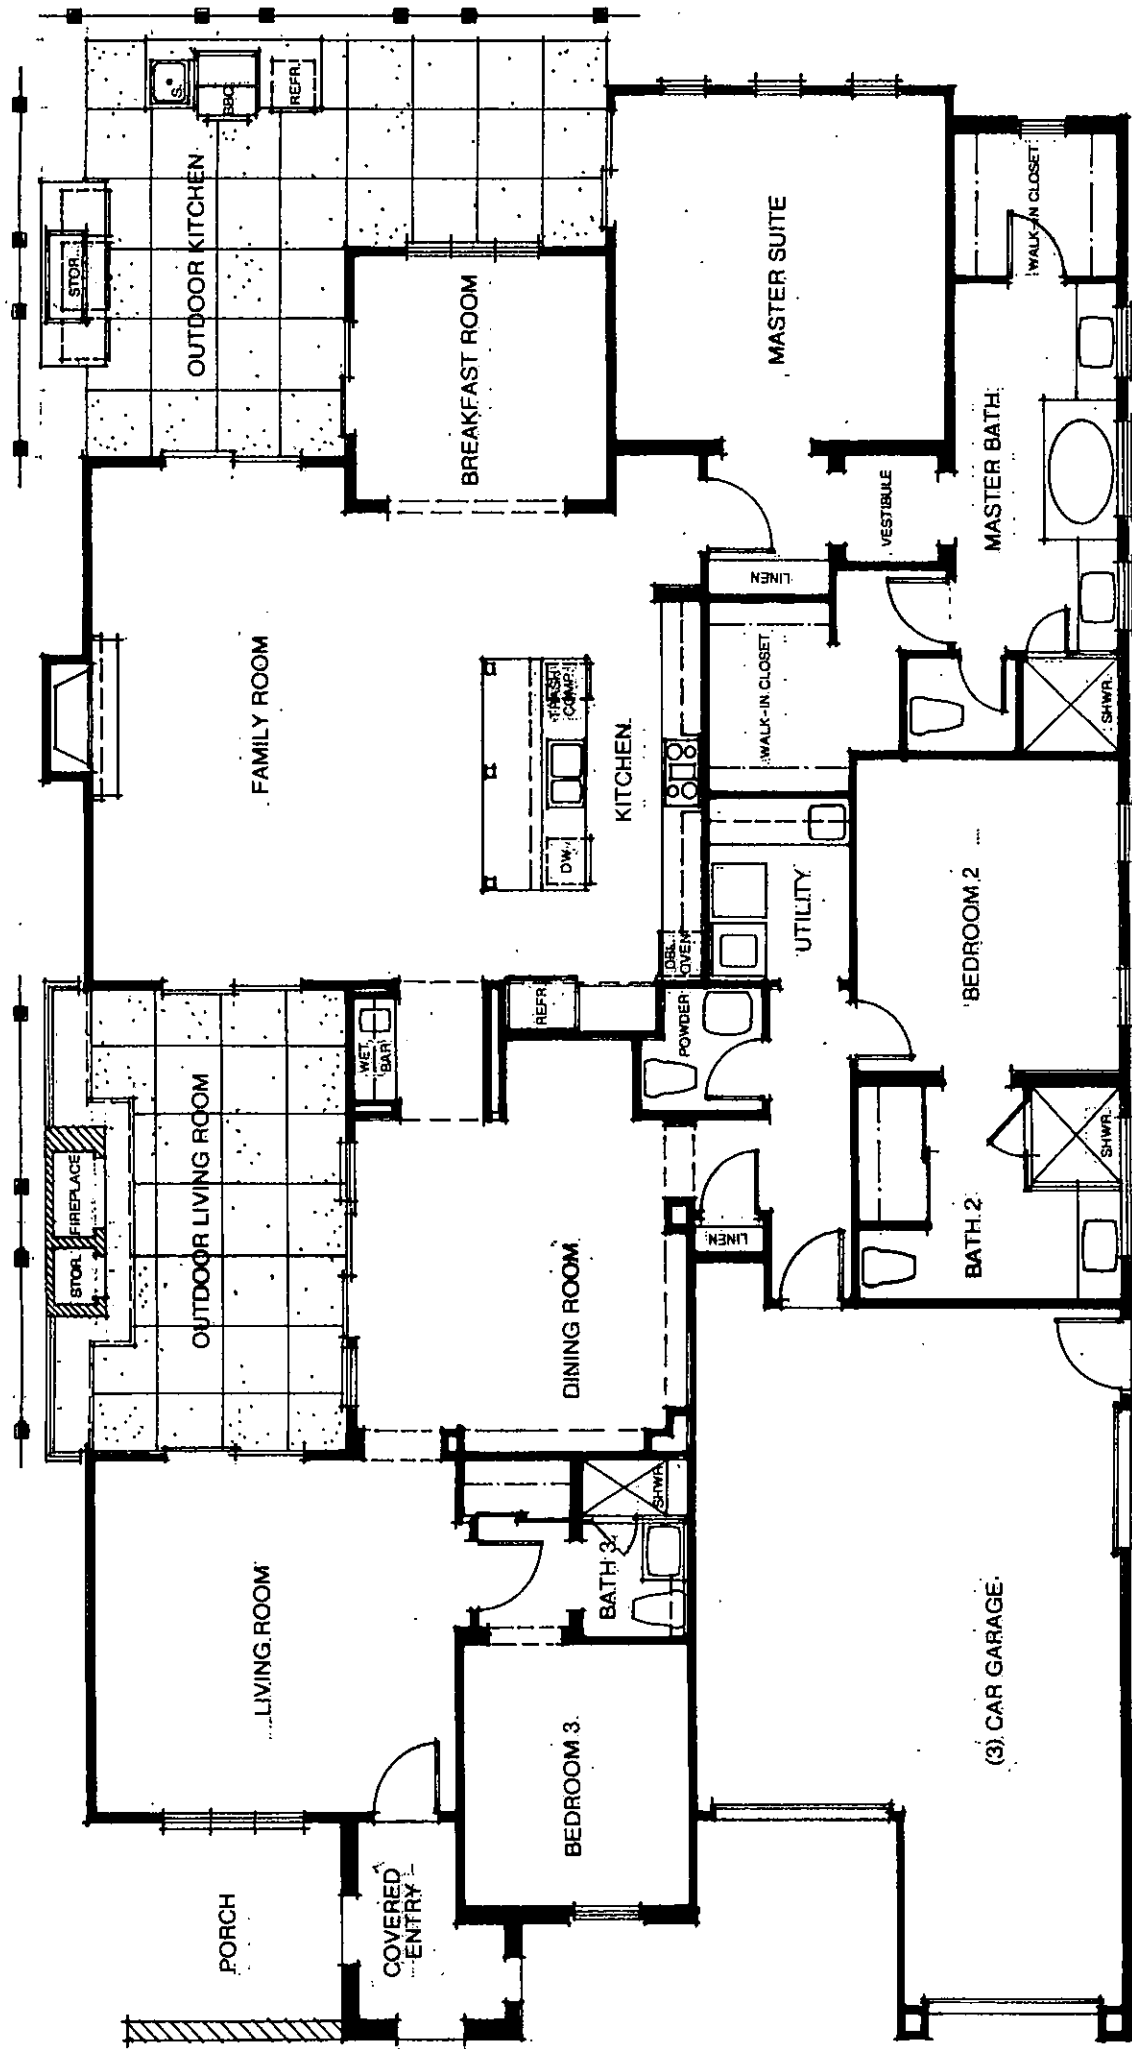 STOR.
OUTDOOR KITCHEN
S.
BBC
REFR.
BREAKFAST ROOM
MASTER SUITE
WALK-IN CLOSET
MASTER BATH
VESTIBULE
LINEN
FAMILY ROOM
TRASH
COMP.
DW
KITCHEN
WALK-IN CLOSET
SHWR.
DBL.
OVEN
UTILITY
BEDROOM 2
REFR.
POWDER
WET
BAR
OUTDOOR LIVING ROOM
FIREPLACE
STOR.
DINING ROOM
LINEN
BATH 2
SHWR.
LIVING ROOM
BATH 3
SHWR.
BEDROOM 3
(3) CAR GARAGE
PORCH
COVERED
ENTRY